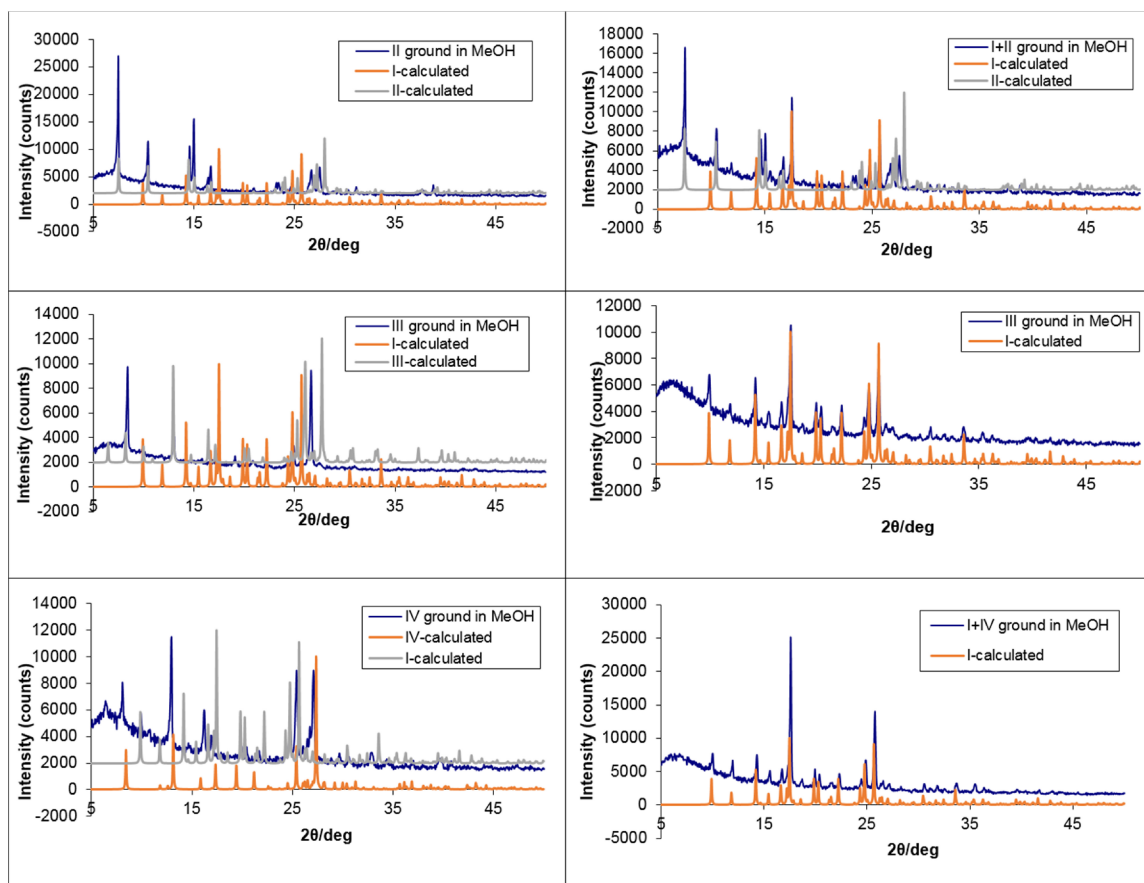 30000
25000
20000
15000
10000
5000
0
-5000
Intensity (counts)
5 15 25 35 45
2θ/deg
II ground in MeOH
I-calculated
II-calculated
18000
16000
14000
12000
10000
8000
6000
4000
2000
0
Intensity (counts)
5 15 25 35 45
2θ/deg
I+II ground in MeOH
I-calculated
II-calculated
14000
12000
10000
8000
6000
4000
2000
0
-2000
Intensity (counts)
5 15 25 35 45
2θ/deg
III ground in MeOH
I-calculated
III-calculated
12000
10000
8000
6000
4000
2000
0
-2000
Intensity (counts)
5 15 25 35 45
2θ/deg
III ground in MeOH
I-calculated
14000
12000
10000
8000
6000
4000
2000
0
Intensity (counts)
5 15 25 35 45
2θ/deg
IV ground in MeOH
IV-calculated
I-calculated
30000
25000
20000
15000
10000
5000
0
-5000
Intensity (counts)
5 15 25 35 45
2θ/deg
I+IV ground in MeOH
I-calculated